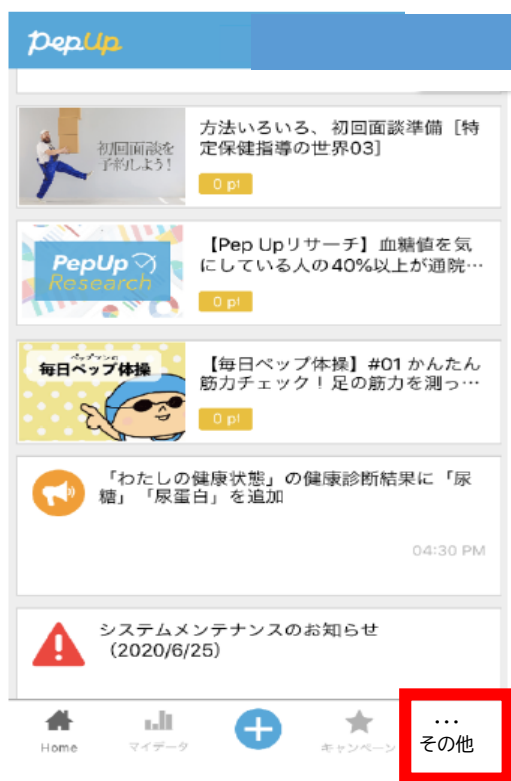 PepUp
初回面談を
予約しよう!
方法いろいろ、初回面談準備［特
定保健指導の世界03］
0 pt
PepUp
Research
【Pep Upリサーチ】血糖値を気
にしている人の40%以上が通院…
0 pt
ペップマンの
毎日ペップ体操
【毎日ペップ体操】#01 かんたん
筋力チェック！足の筋力を測っ…
0 pt
「わたしの健康状態」の健康診断結果に「尿
糖」「尿蛋白」を追加
04:30 PM
システムメンテナンスのお知らせ
（2020/6/25）
Home
マイデータ
キャンペーン
…
その他